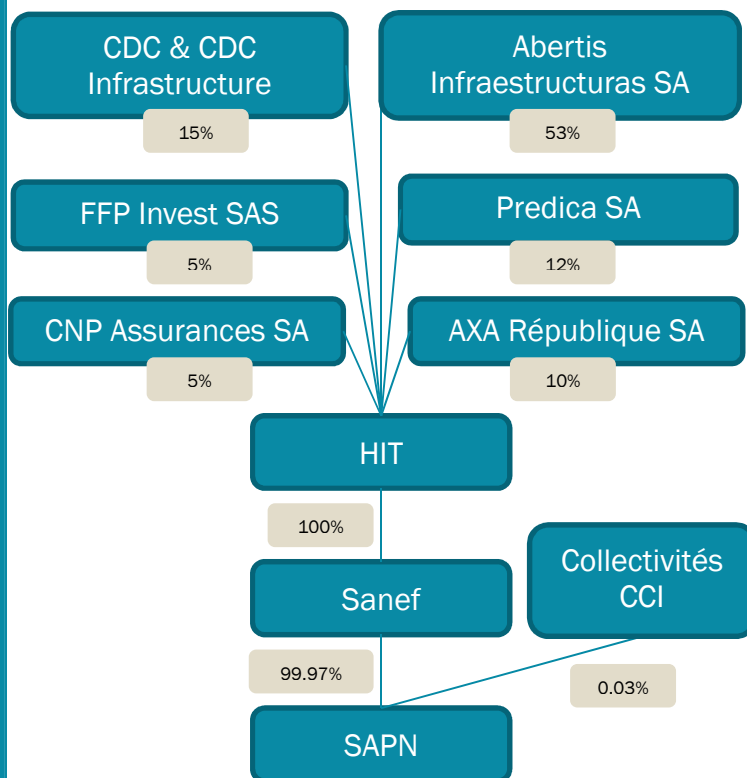 CDC & CDC
Infrastructure
15%
Abertis
Infraestructuras SA
53%
FFP Invest SAS
5%
Predica SA
12%
CNP Assurances SA
5%
AXA République SA
10%
HIT
100%
Sanef
Collectivités
CCI
99.97%
0.03%
SAPN